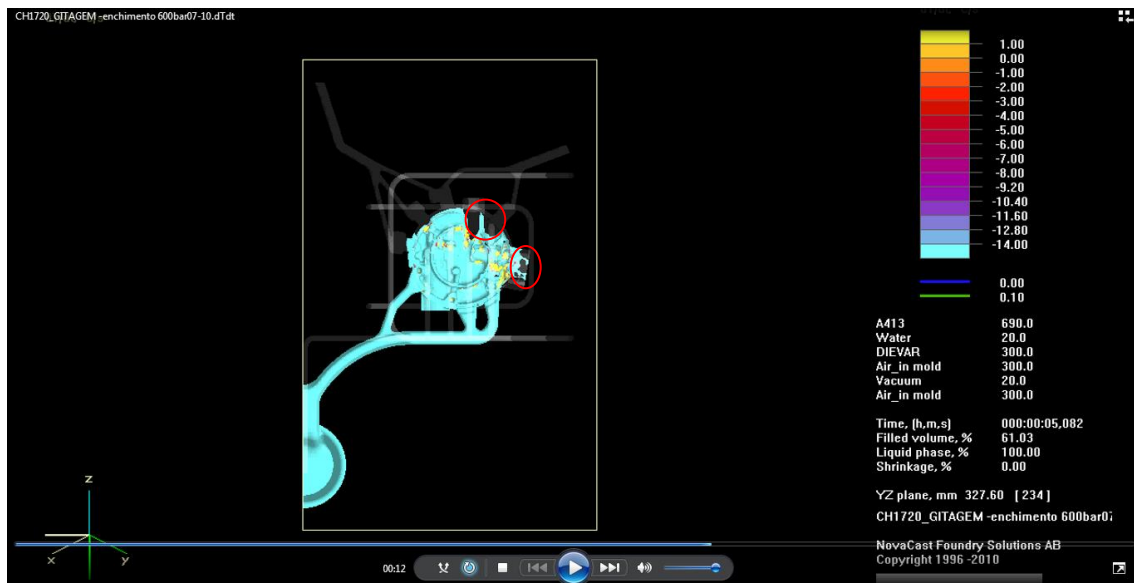 CH1720_GITAGEM -enchimento 600bar07-10.dTdt
1.00
0.00
-1.00
-2.00
-3.00
-4.00
-5.00
-6.00
-7.00
-8.00
-9.20
-10.40
-11.60
-12.80
-14.00
0.00
0.10
A413 690.0
Water 20.0
DIEVAR 300.0
Air_in mold 300.0
Vacuum 20.0
Air_in mold 300.0
Time, (h,m,s) 000:00:05,082
Filled volume, % 61.03
Liquid phase, % 100.00
Shrinkage, % 0.00
YZ plane, mm 327.60 [234]
CH1720_GITAGEM -enchimento 600bar07
NovaCast Foundry Solutions AB
Copyright 1996 -2010
z
x
y
00:12